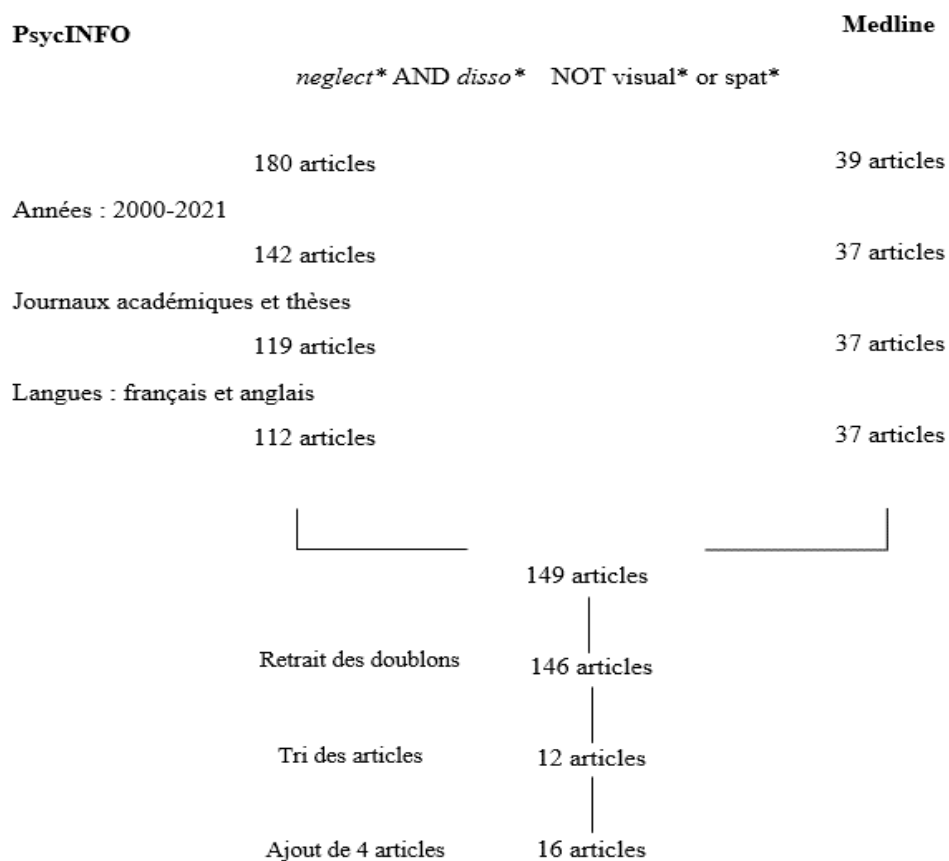 PsycINFO Medline
neglect* AND disso* NOT visual* or spat*
180 articles 39 articles
Années : 2000-2021
142 articles 37 articles
Journaux académiques et thèses
119 articles 37 articles
Langues : français et anglais
112 articles 37 articles
149 articles
Retrait des doublons 146 articles
Tri des articles 12 articles
Ajout de 4 articles 16 articles